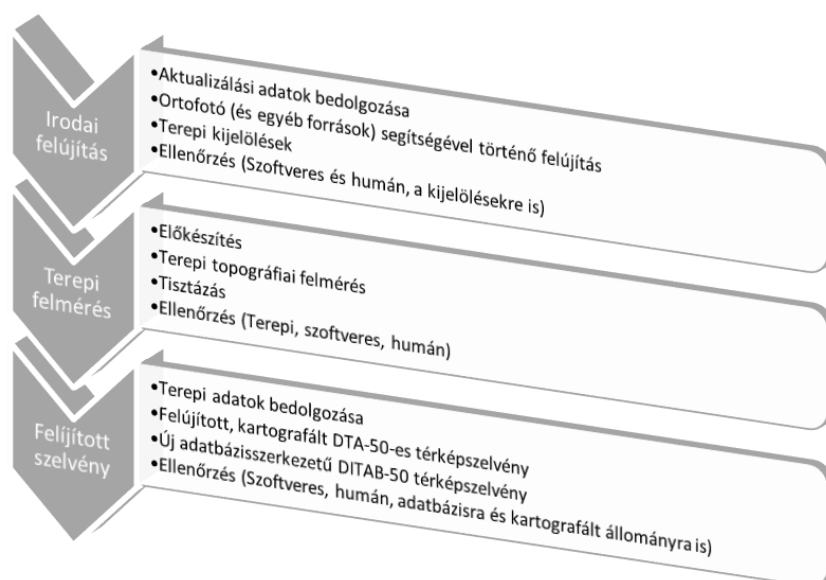 Irodai
felújítás
•Aktualizálási adatok bedolgozása
•Ortofotó (és egyéb források) segítségével történő felújítás
•Terepi kijelölések
•Ellenőrzés (Szoftveres és humán, a kijelölésekre is)
Terepi
felmérés
•Előkészítés
•Terepi topográfiai felmérés
•Tisztázás
•Ellenőrzés (Terepi, szoftveres, humán)
Felíjított
szelvény
•Terepi adatok bedolgozása
•Felújított, kartografált DTA-50-es térképszelvény
•Új adatbázisszerkezetű DITAB-50 térképszelvény
•Ellenőrzés (Szoftveres, humán, adatbázisra és kartografált állományra is)